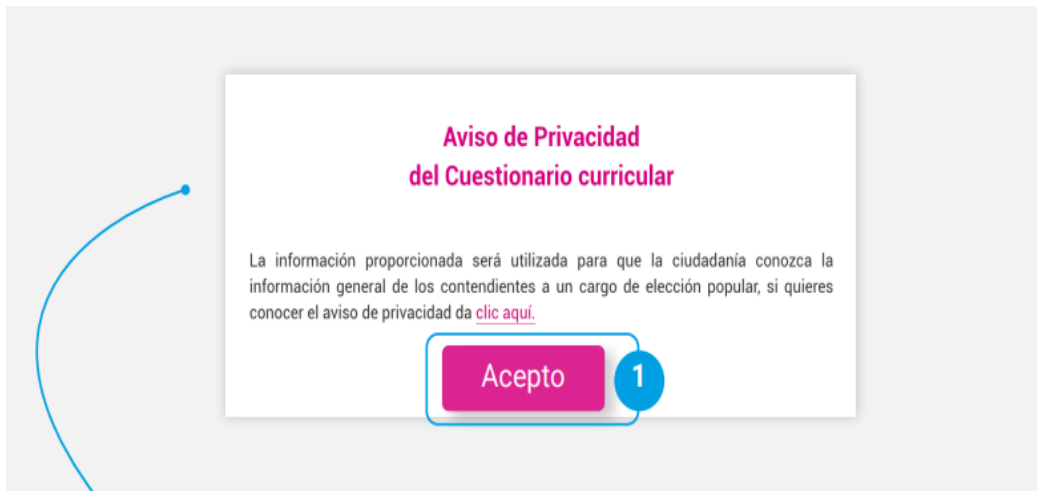 Aviso de Privacidad
del Cuestionario curricular
La información proporcionada será utilizada para que la ciudadanía conozca la
información general de los contendientes a un cargo de elección popular, si quieres
conocer el aviso de privacidad da clic aquí.
Acepto
1